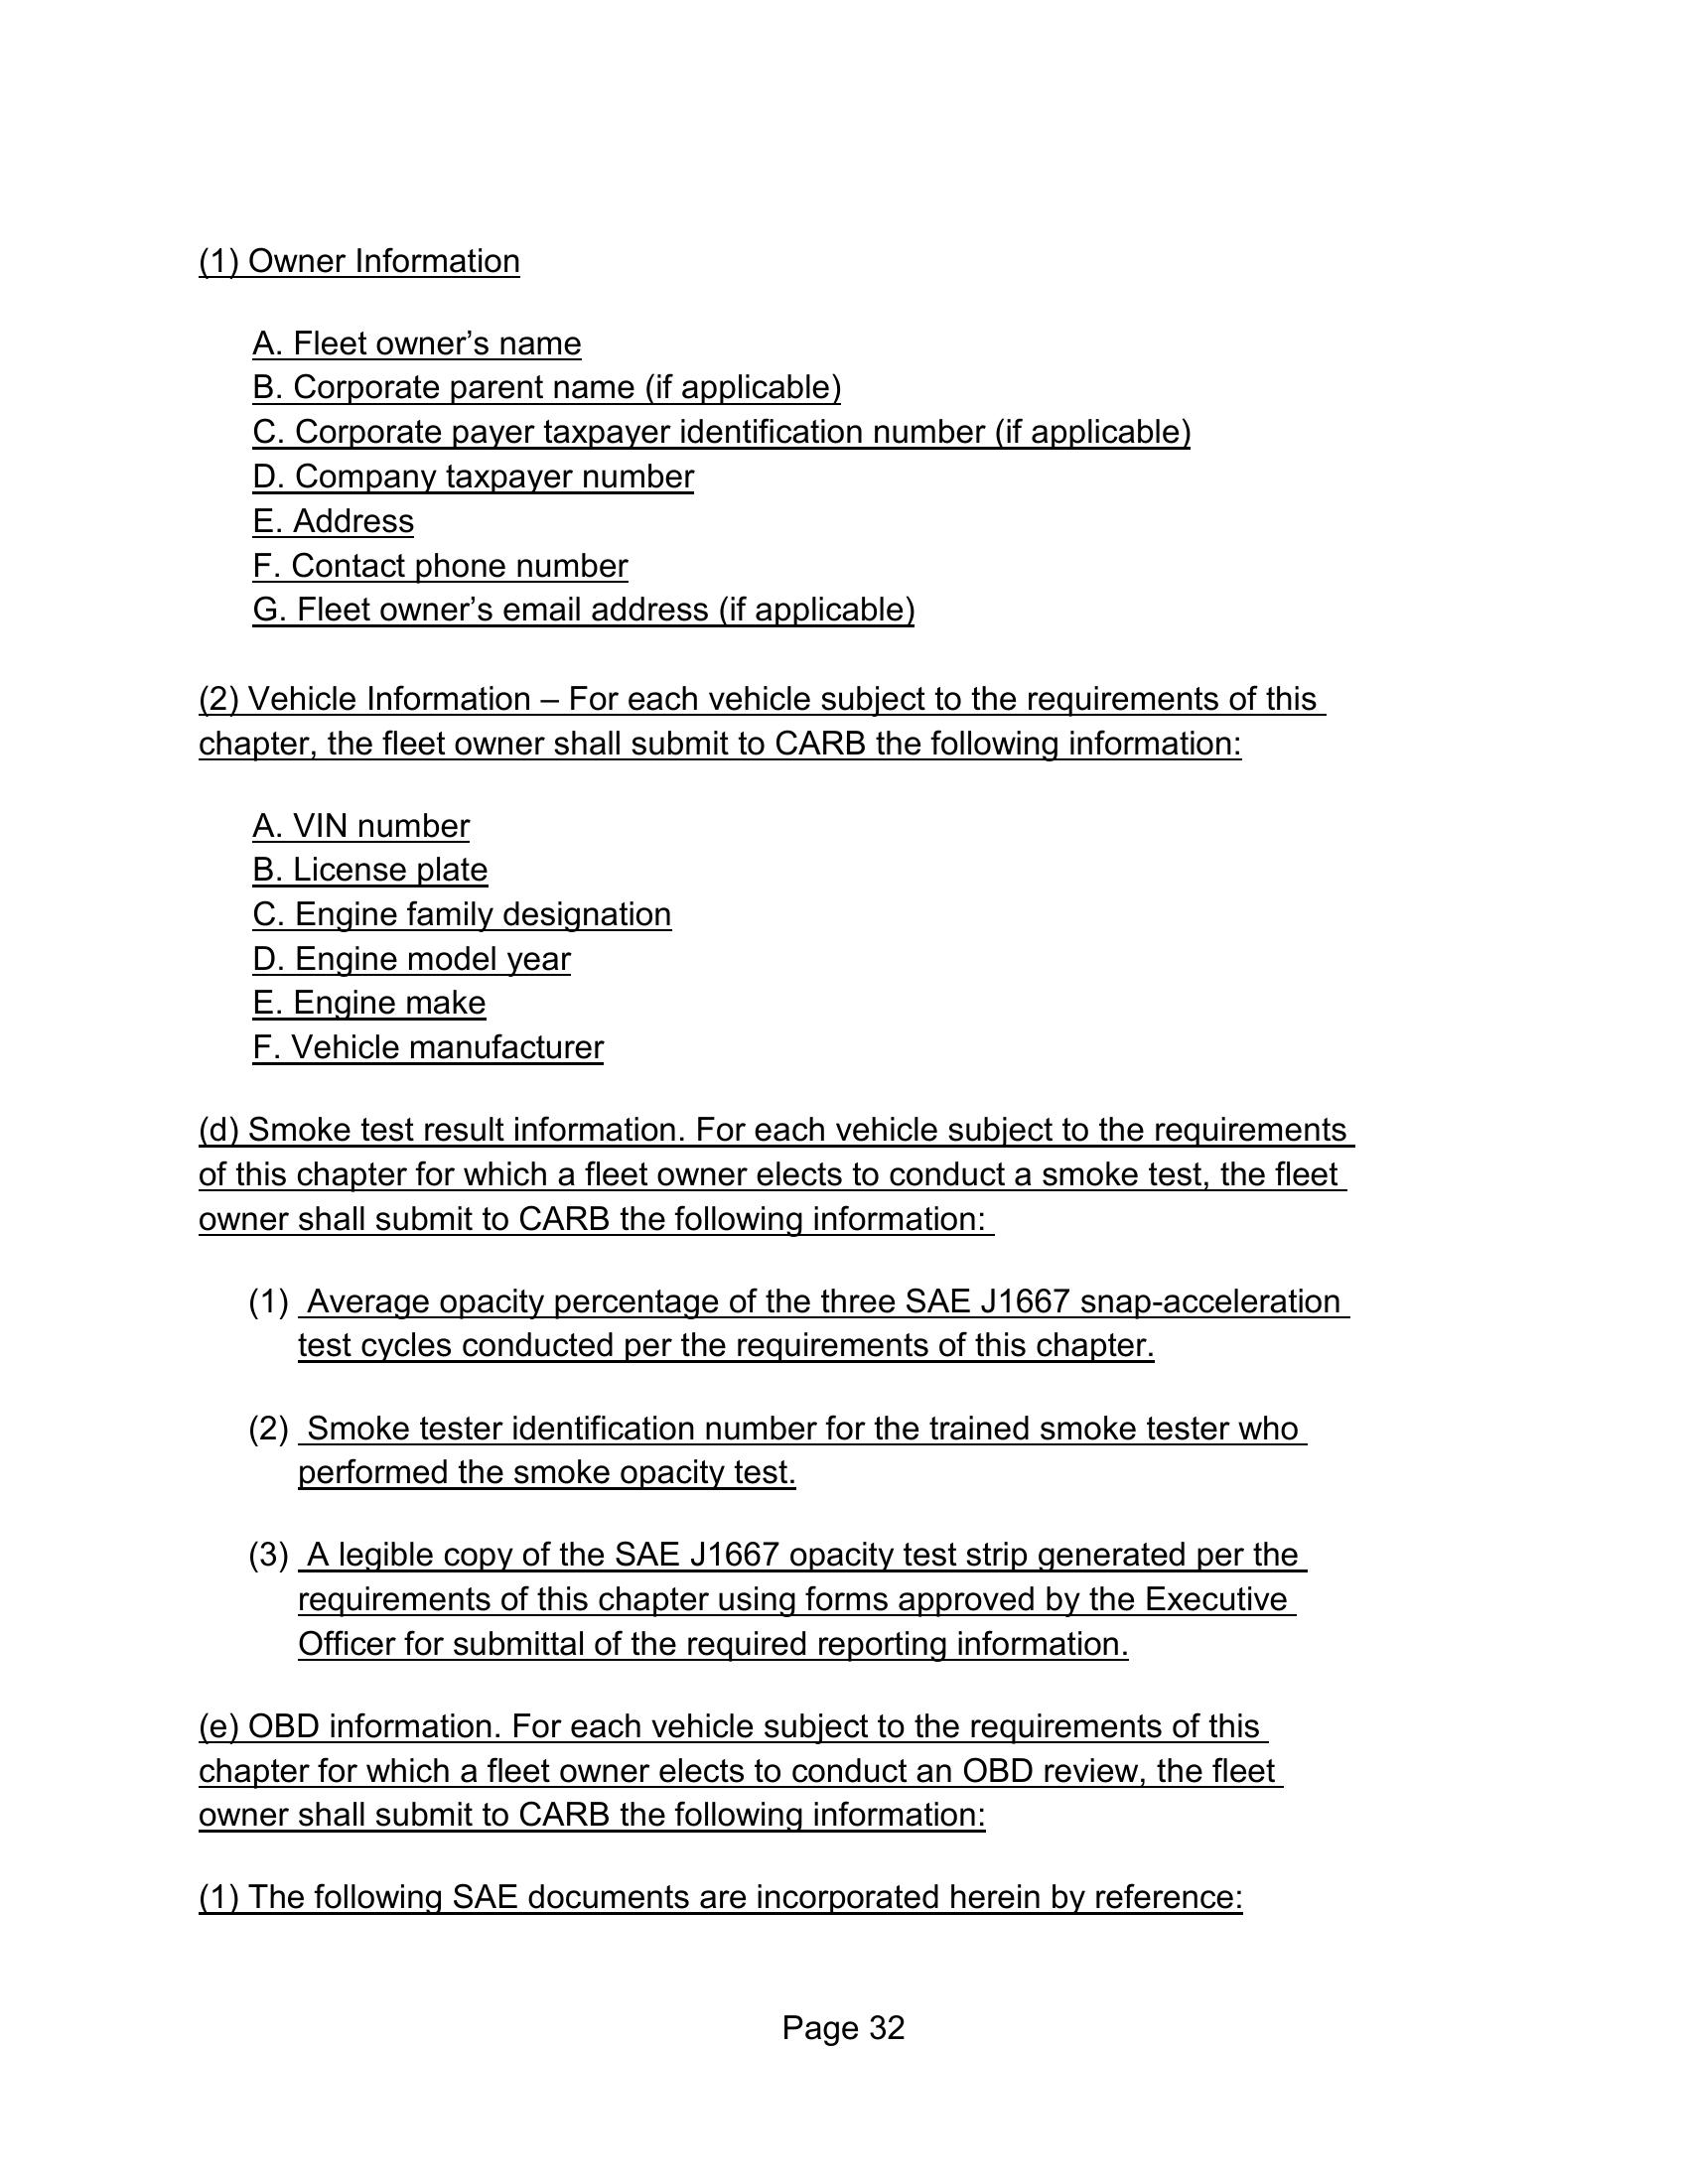 (1) Owner Information
A. Fleet owner’s name
B. Corporate parent name (if applicable)
C. Corporate payer taxpayer identification number (if applicable)
D. Company taxpayer number
E. Address
F. Contact phone number
G. Fleet owner’s email address (if applicable)
(2) Vehicle Information – For each vehicle subject to the requirements of this
chapter, the fleet owner shall submit to CARB the following information:
A. VIN number
B. License plate
C. Engine family designation
D. Engine model year
E. Engine make
F. Vehicle manufacturer
(d) Smoke test result information. For each vehicle subject to the requirements
of this chapter for which a fleet owner elects to conduct a smoke test, the fleet
owner shall submit to CARB the following information:
(1) Average opacity percentage of the three SAE J1667 snap-acceleration
test cycles conducted per the requirements of this chapter.
(2) Smoke tester identification number for the trained smoke tester who
performed the smoke opacity test.
(3) A legible copy of the SAE J1667 opacity test strip generated per the
requirements of this chapter using forms approved by the Executive
Officer for submittal of the required reporting information.
(e) OBD information. For each vehicle subject to the requirements of this
chapter for which a fleet owner elects to conduct an OBD review, the fleet
owner shall submit to CARB the following information:
(1) The following SAE documents are incorporated herein by reference:
Page 32